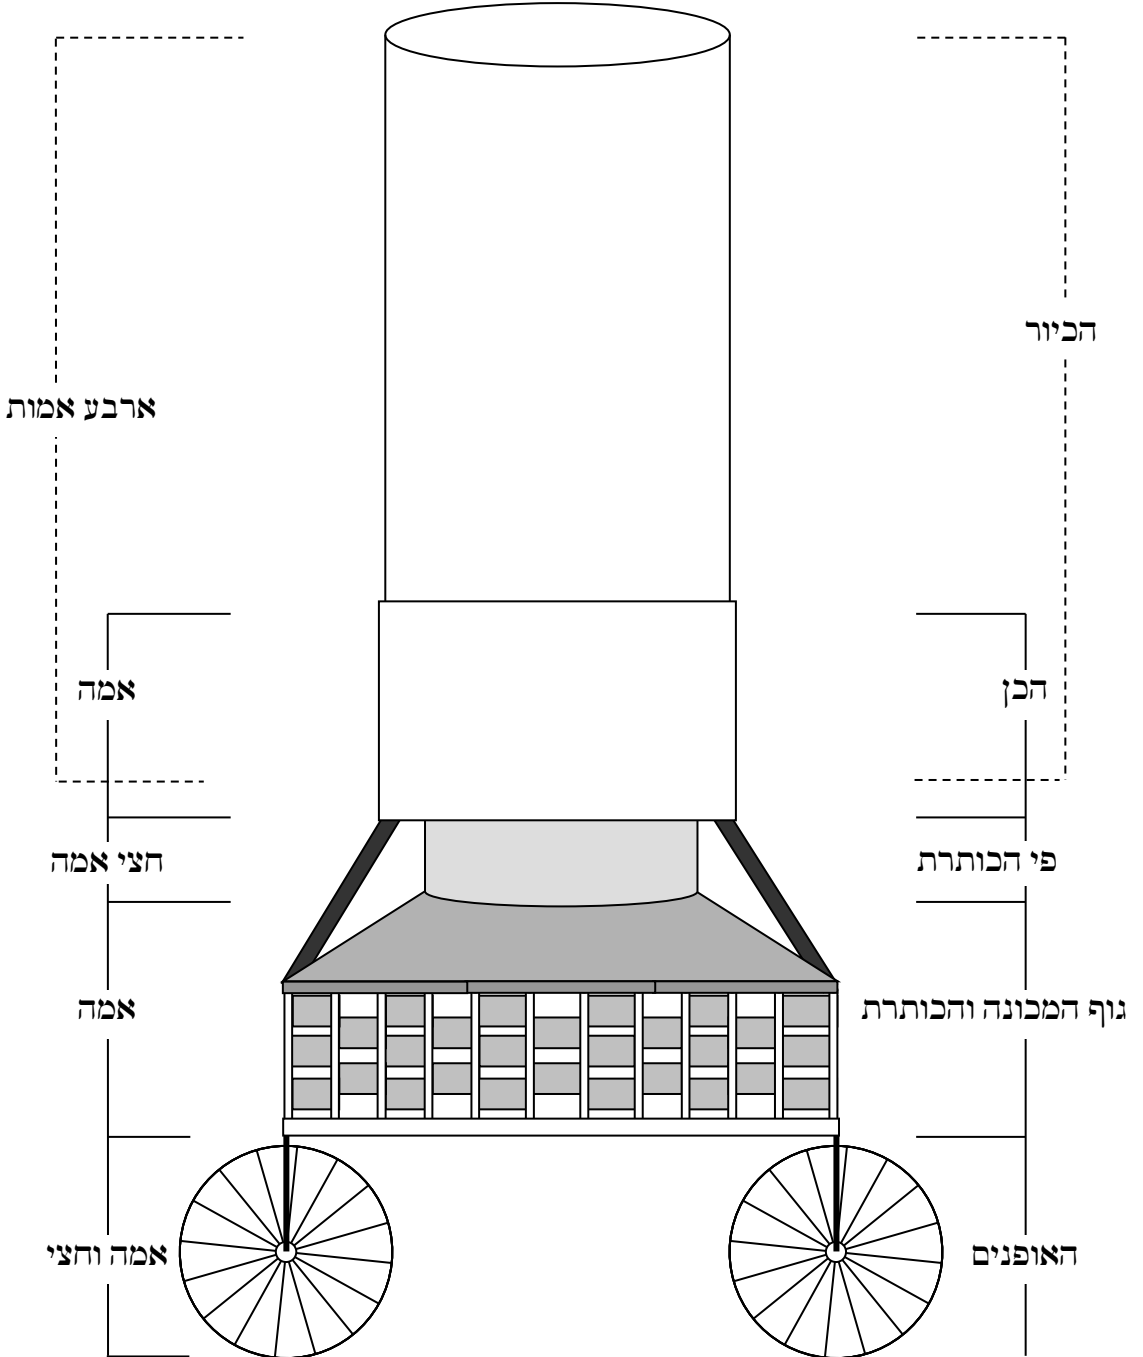 הכיור
ארבע אמות
הכן
אמה
פי הכותרת
חצי אמה
גוף המכונה והכותרת
אמה
האופנים
אמה וחצי